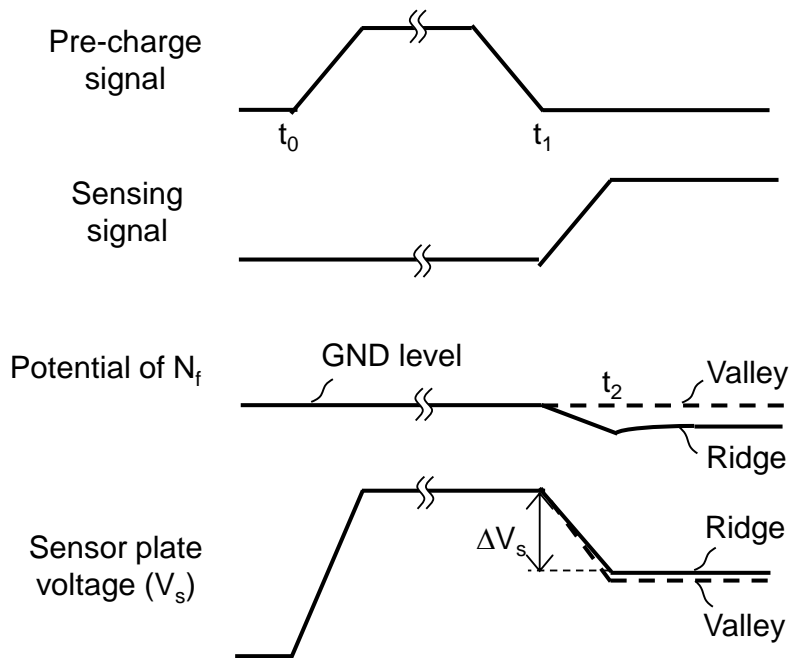 Pre-charge
signal
t₀
t₁
Sensing
signal
Potential of N_f
GND level
t₂
Valley
Ridge
Sensor plate
voltage (Vₛ)
ΔVₛ
Ridge
Valley